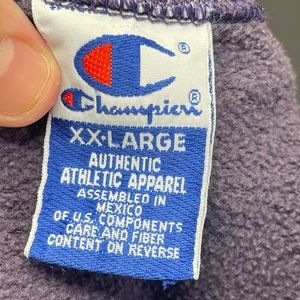 Champion
XX-LARGE
AUTHENTIC
ATHLETIC APPAREL
ASSEMBLED IN
MEXICO
OF U.S. COMPONENTS
CARE AND FIBER
CONTENT ON REVERSE